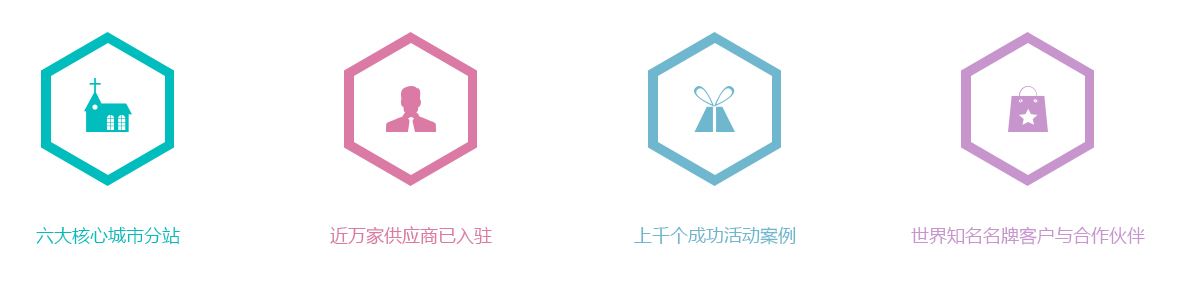 六大核心城市分站
近万家供应商已入驻
上千个成功活动案例
世界知名名牌客户与合作伙伴